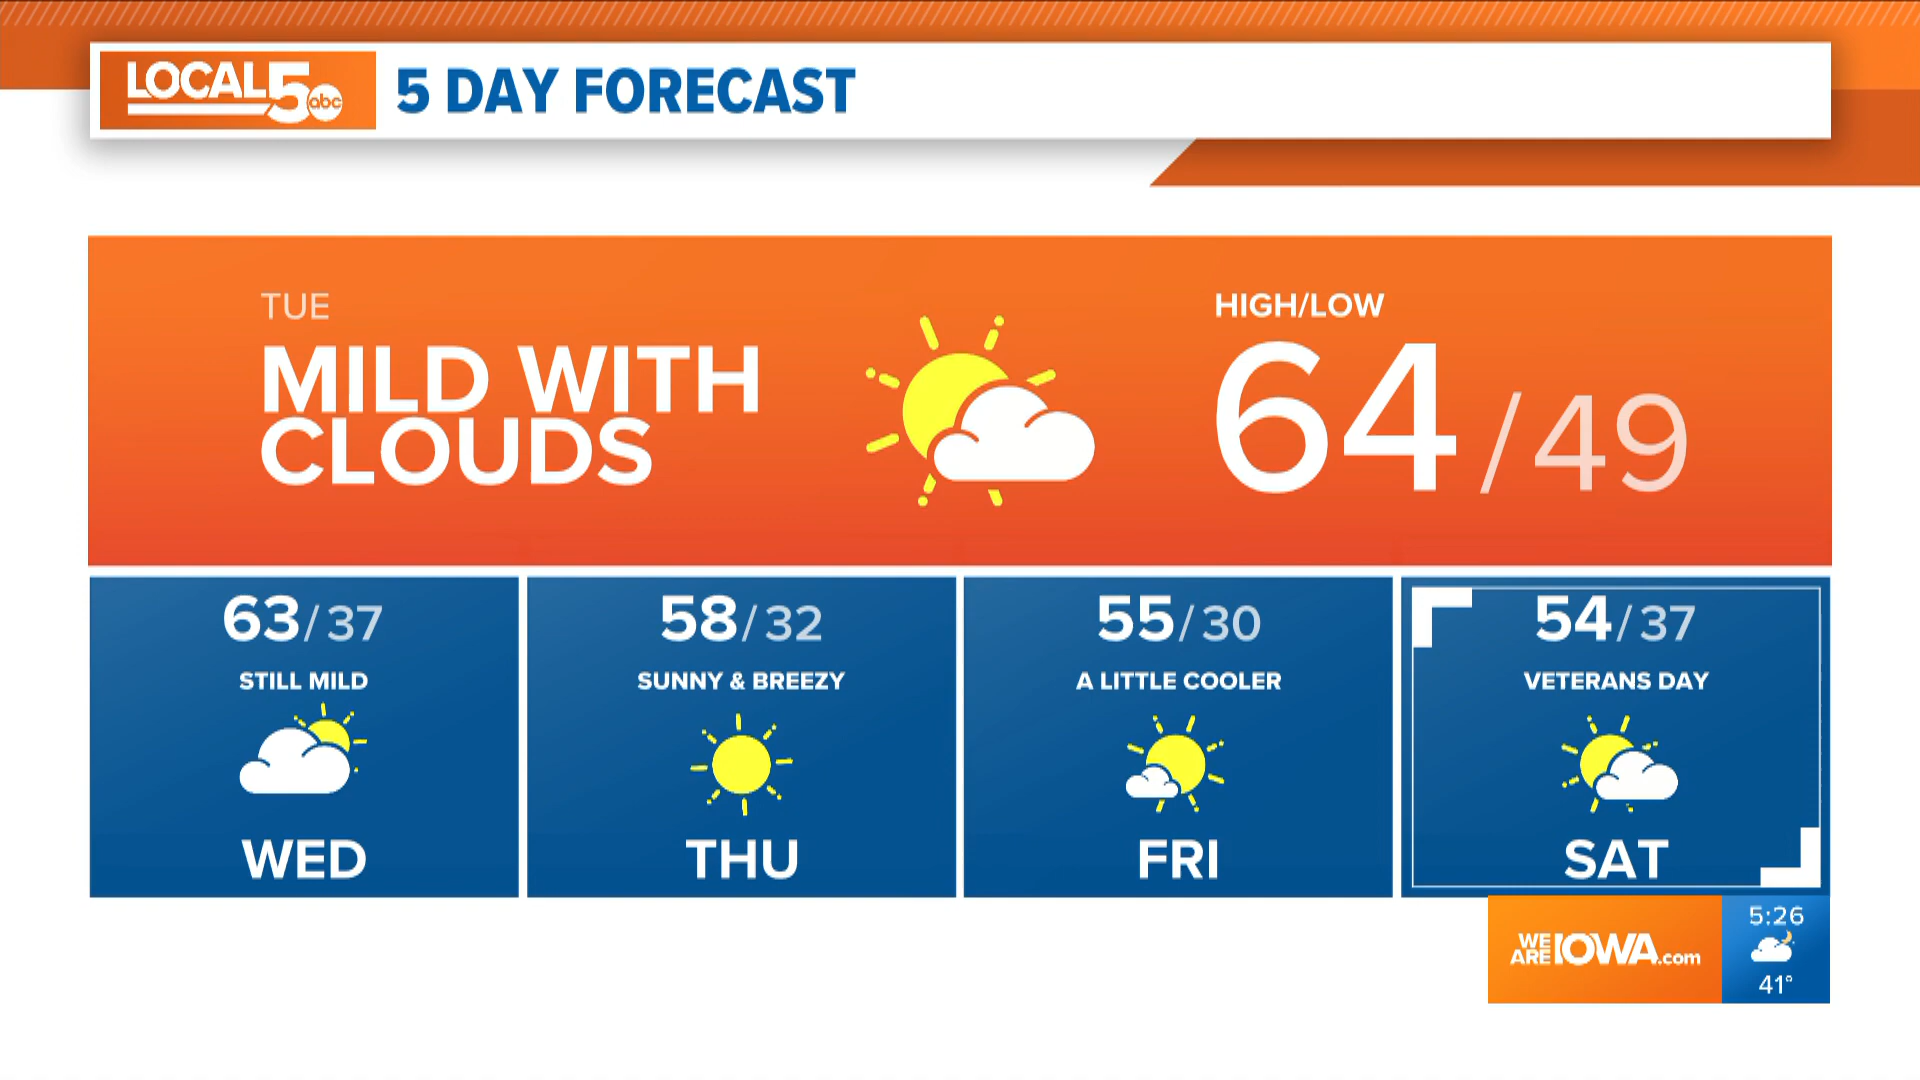 LOCAL 5 abc
5 DAY FORECAST
TUE
MILD WITH
CLOUDS
HIGH/LOW
64/49
63/37
STILL MILD
WED
58/32
SUNNY & BREEZY
THU
55/30
A LITTLE COOLER
FRI
54/37
VETERANS DAY
SAT
WE ARE IOWA.com
5:26
41°